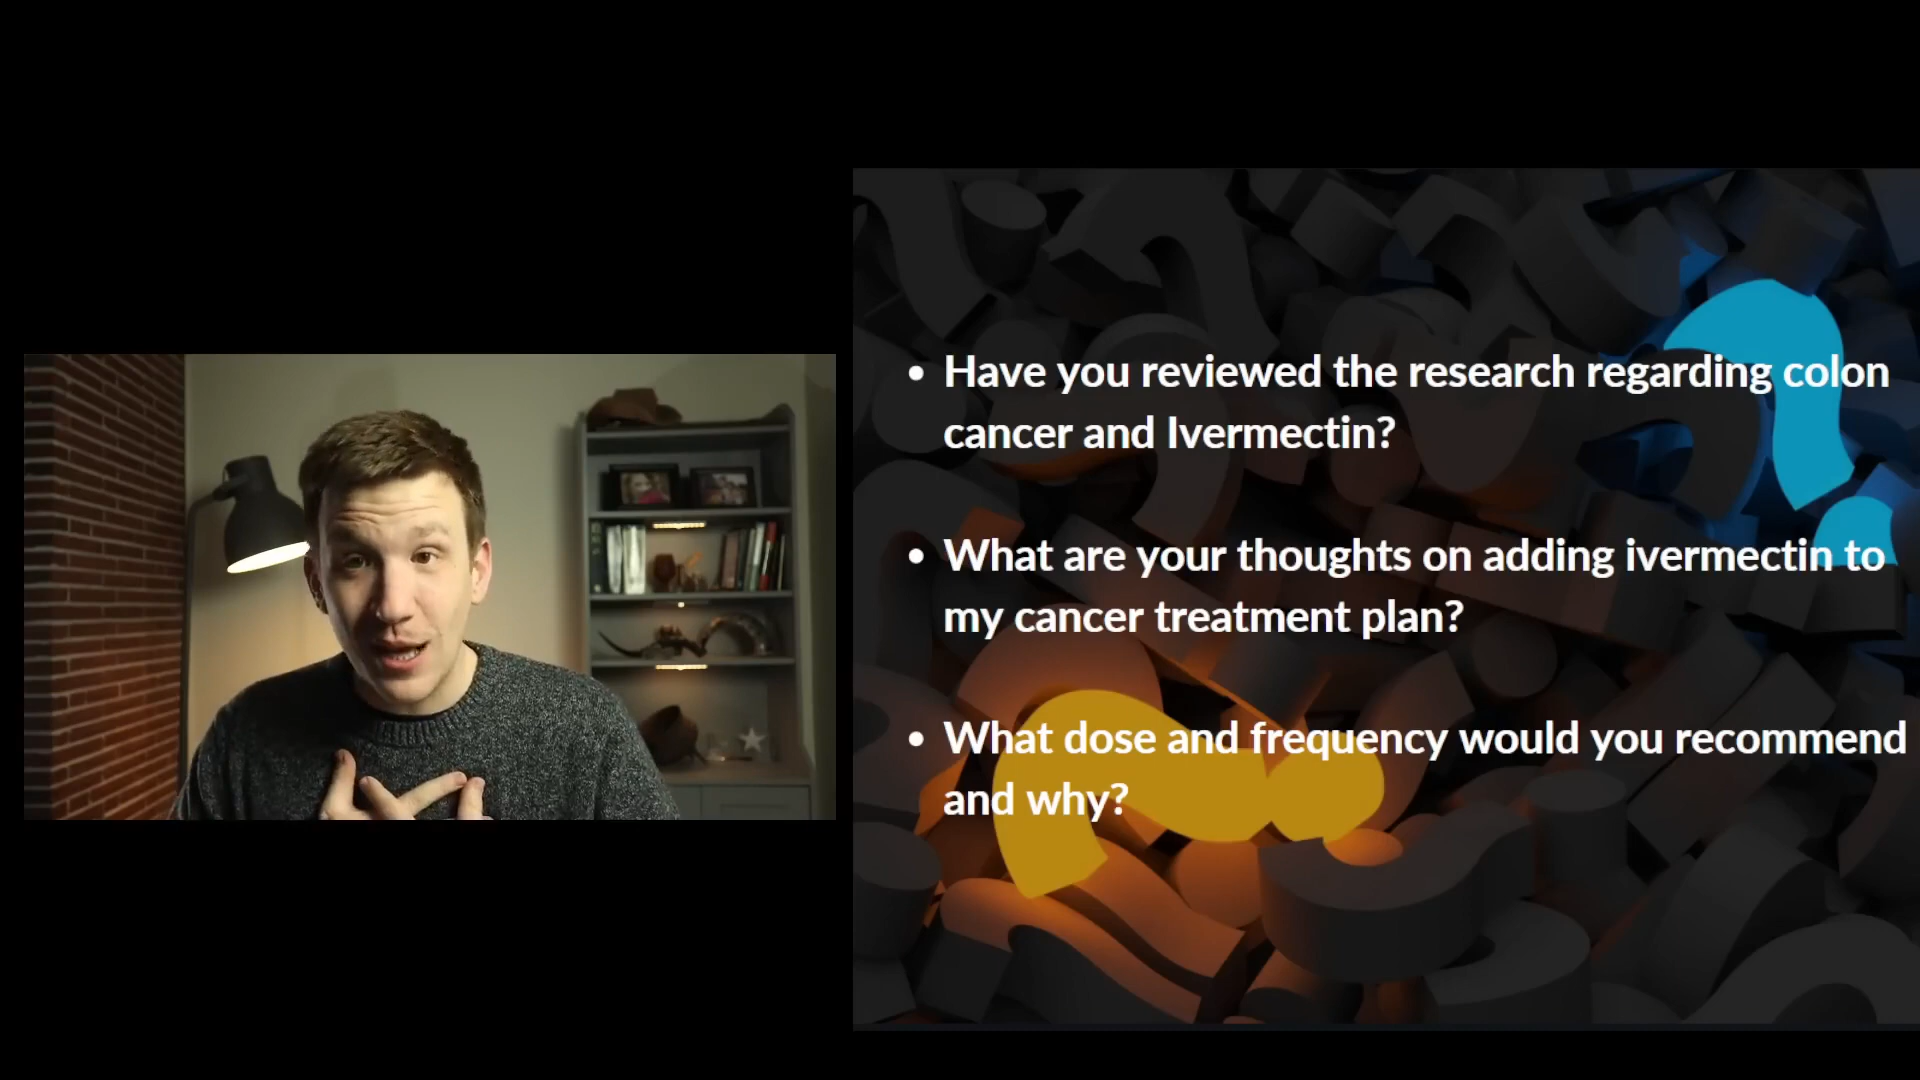 • Have you reviewed the research regarding colon
cancer and Ivermectin?
• What are your thoughts on adding ivermectin to
my cancer treatment plan?
• What dose and frequency would you recommend
and why?